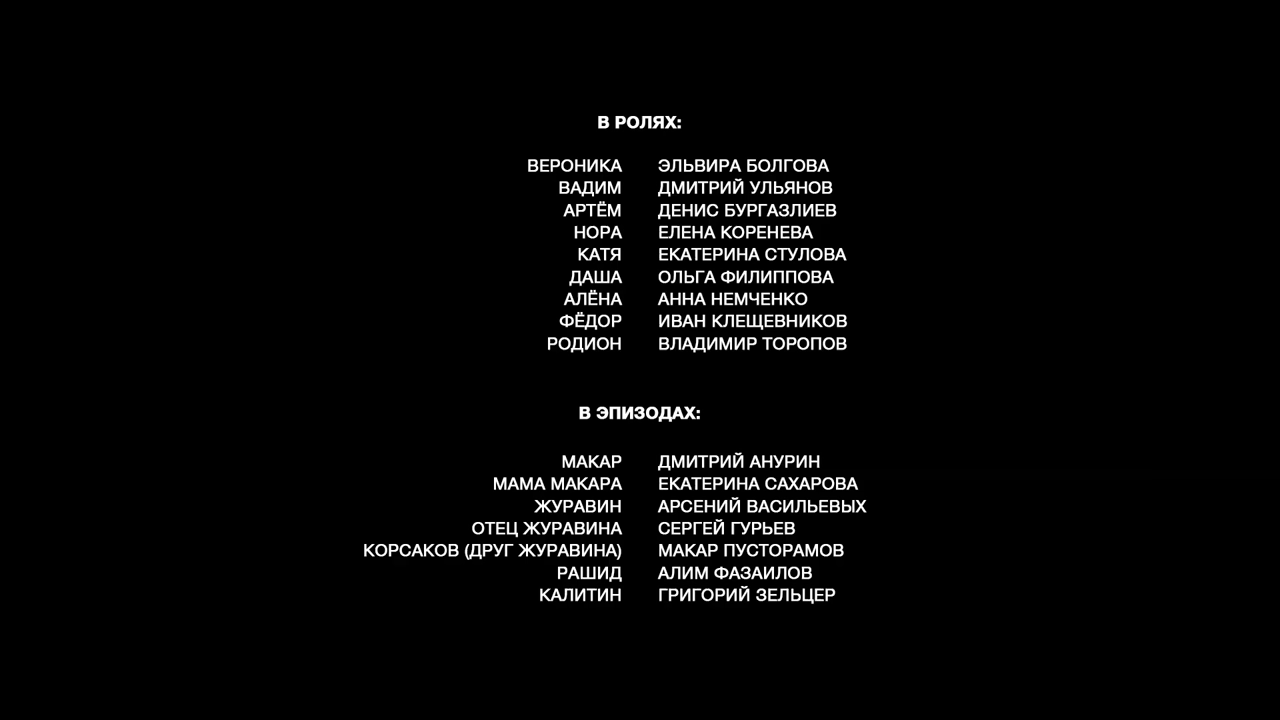 В РОЛЯХ:
ВЕРОНИКА ЭЛЬВИРА БОЛГОВА
ВАДИМ ДМИТРИЙ УЛЬЯНОВ
АРТЁМ ДЕНИС БУРГАЗЛИЕВ
НОРА ЕЛЕНА КОРЕНЕВА
КАТЯ ЕКАТЕРИНА СТУЛОВА
ДАША ОЛЬГА ФИЛИППОВА
АЛЁНА АННА НЕМЧЕНКО
ФЁДОР ИВАН КЛЕЩЕВНИКОВ
РОДИОН ВЛАДИМИР ТОРОПОВ
В ЭПИЗОДАХ:
МАКАР ДМИТРИЙ АНУРИН
МАМА МАКАРА ЕКАТЕРИНА САХАРОВА
ЖУРАВИН АРСЕНИЙ ВАСИЛЬЕВЫХ
ОТЕЦ ЖУРАВИНА СЕРГЕЙ ГУРЬЕВ
КОРСАКОВ (ДРУГ ЖУРАВИНА) МАКАР ПУСТОРАМОВ
РАШИД АЛИМ ФАЗАИЛОВ
КАЛИТИН ГРИГОРИЙ ЗЕЛЬЦЕР